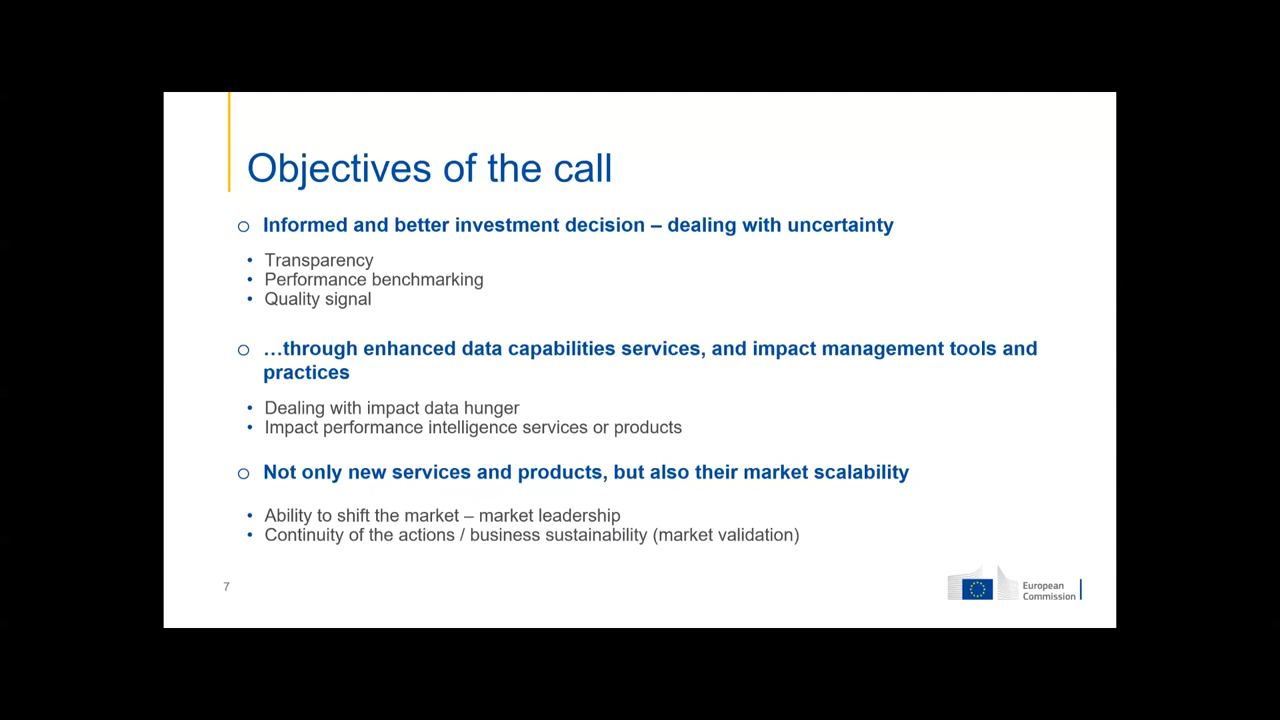 Objectives of the call
o Informed and better investment decision – dealing with uncertainty
• Transparency
• Performance benchmarking
• Quality signal
o …through enhanced data capabilities services, and impact management tools and
practices
• Dealing with impact data hunger
• Impact performance intelligence services or products
o Not only new services and products, but also their market scalability
• Ability to shift the market – market leadership
• Continuity of the actions / business sustainability (market validation)
7
European
Commission